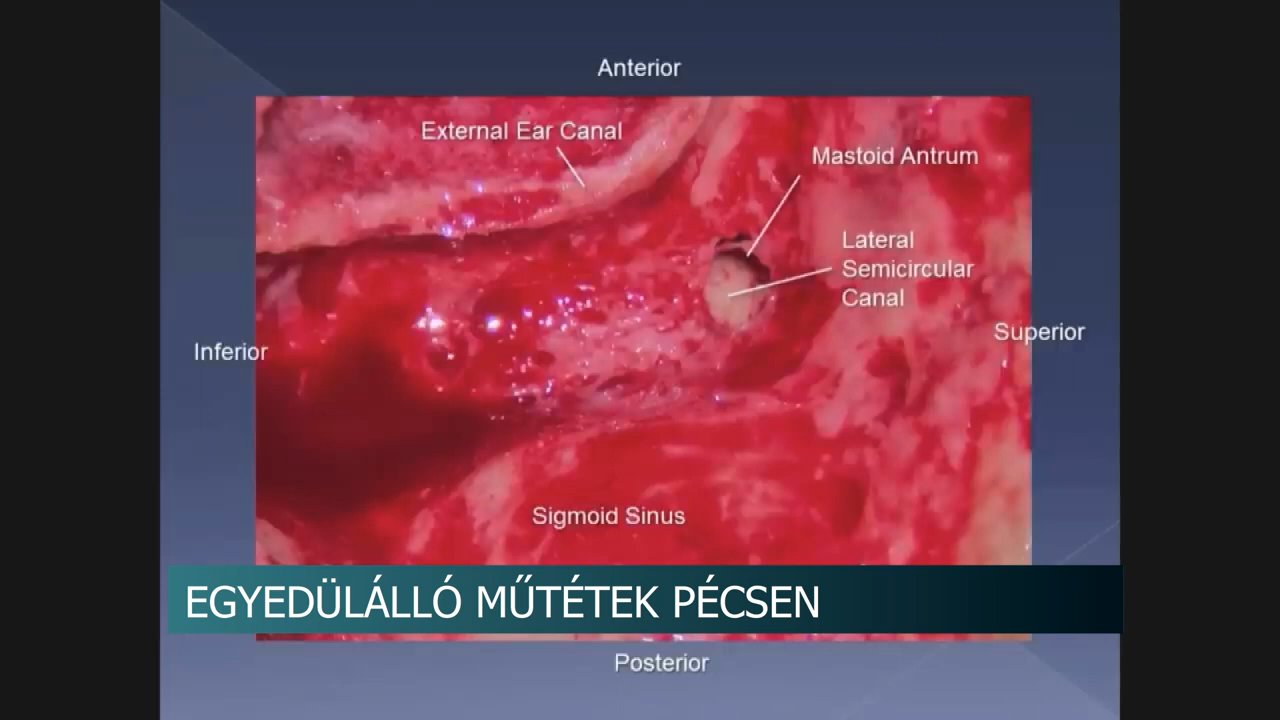 Anterior
External Ear Canal
Mastoid Antrum
Lateral
Semicircular
Canal
Superior
Inferior
Sigmoid Sinus
EGYEDÜLÁLLÓ MŰTÉTEK PÉCSEN
Posterior